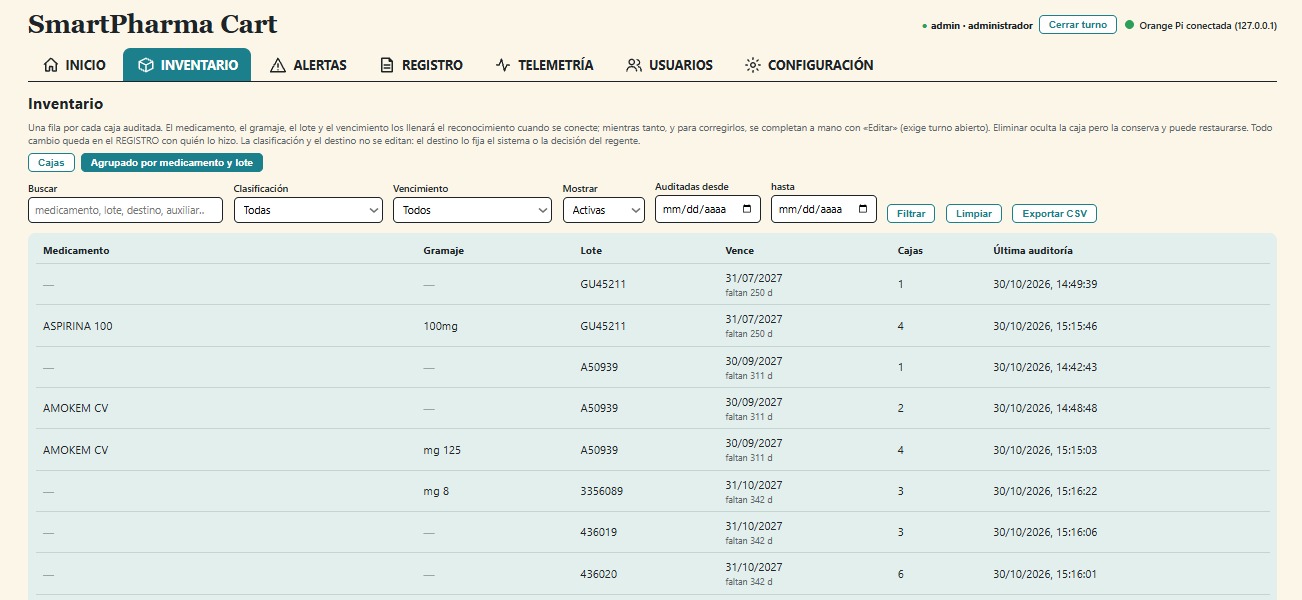 SmartPharma Cart
admin · administrador Cerrar turno Orange Pi conectada (127.0.0.1)
INICIO INVENTARIO ALERTAS REGISTRO TELEMETRÍA USUARIOS CONFIGURACIÓN
Inventario
Una fila por cada caja auditada. El medicamento, el gramaje, el lote y el vencimiento los llenará el reconocimiento cuando se conecte; mientras tanto, y para corregirlos, se completan a mano con «Editar» (exige turno abierto). Eliminar oculta la caja pero la conserva y puede restaurarse. Todo
cambio queda en el REGISTRO con quién lo hizo. La clasificación y el destino no se editan: el destino lo fija el sistema o la decisión del regente.
Cajas Agrupado por medicamento y lote
Buscar Clasificación Vencimiento Mostrar Auditadas desde hasta
medicamento, lote, destino, auxiliar.. Todas Todos Activas mm/dd/aaaa mm/dd/aaaa Filtrar Limpiar Exportar CSV
Medicamento Gramaje Lote Vence Cajas Última auditoría
— — GU45211 31/07/2027 1 30/10/2026, 14:49:39
faltan 250 d
ASPIRINA 100 100mg GU45211 31/07/2027 4 30/10/2026, 15:15:46
faltan 250 d
— — A50939 30/09/2027 1 30/10/2026, 14:42:43
faltan 311 d
AMOKEM CV — A50939 30/09/2027 2 30/10/2026, 14:48:48
faltan 311 d
AMOKEM CV mg 125 A50939 30/09/2027 4 30/10/2026, 15:15:03
faltan 311 d
— mg 8 3356089 31/10/2027 3 30/10/2026, 15:16:22
faltan 342 d
— — 436019 31/10/2027 3 30/10/2026, 15:16:06
faltan 342 d
— — 436020 31/10/2027 6 30/10/2026, 15:16:01
faltan 342 d